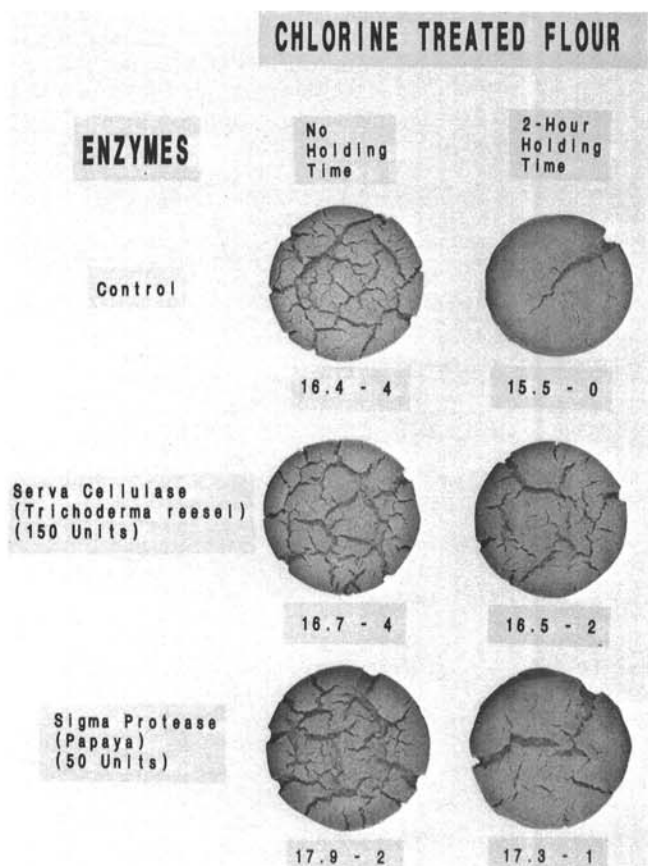 CHLORINE TREATED FLOUR
ENZYMES
No
Holding
Time
2-Hour
Holding
Time
Control
16.4 - 4
15.5 - 0
Serva Cellulase
(Trichoderma reesei)
(150 Units)
16.7 - 4
16.5 - 2
Sigma Protease
(Papaya)
(50 Units)
17.9 - 2
17.3 - 1